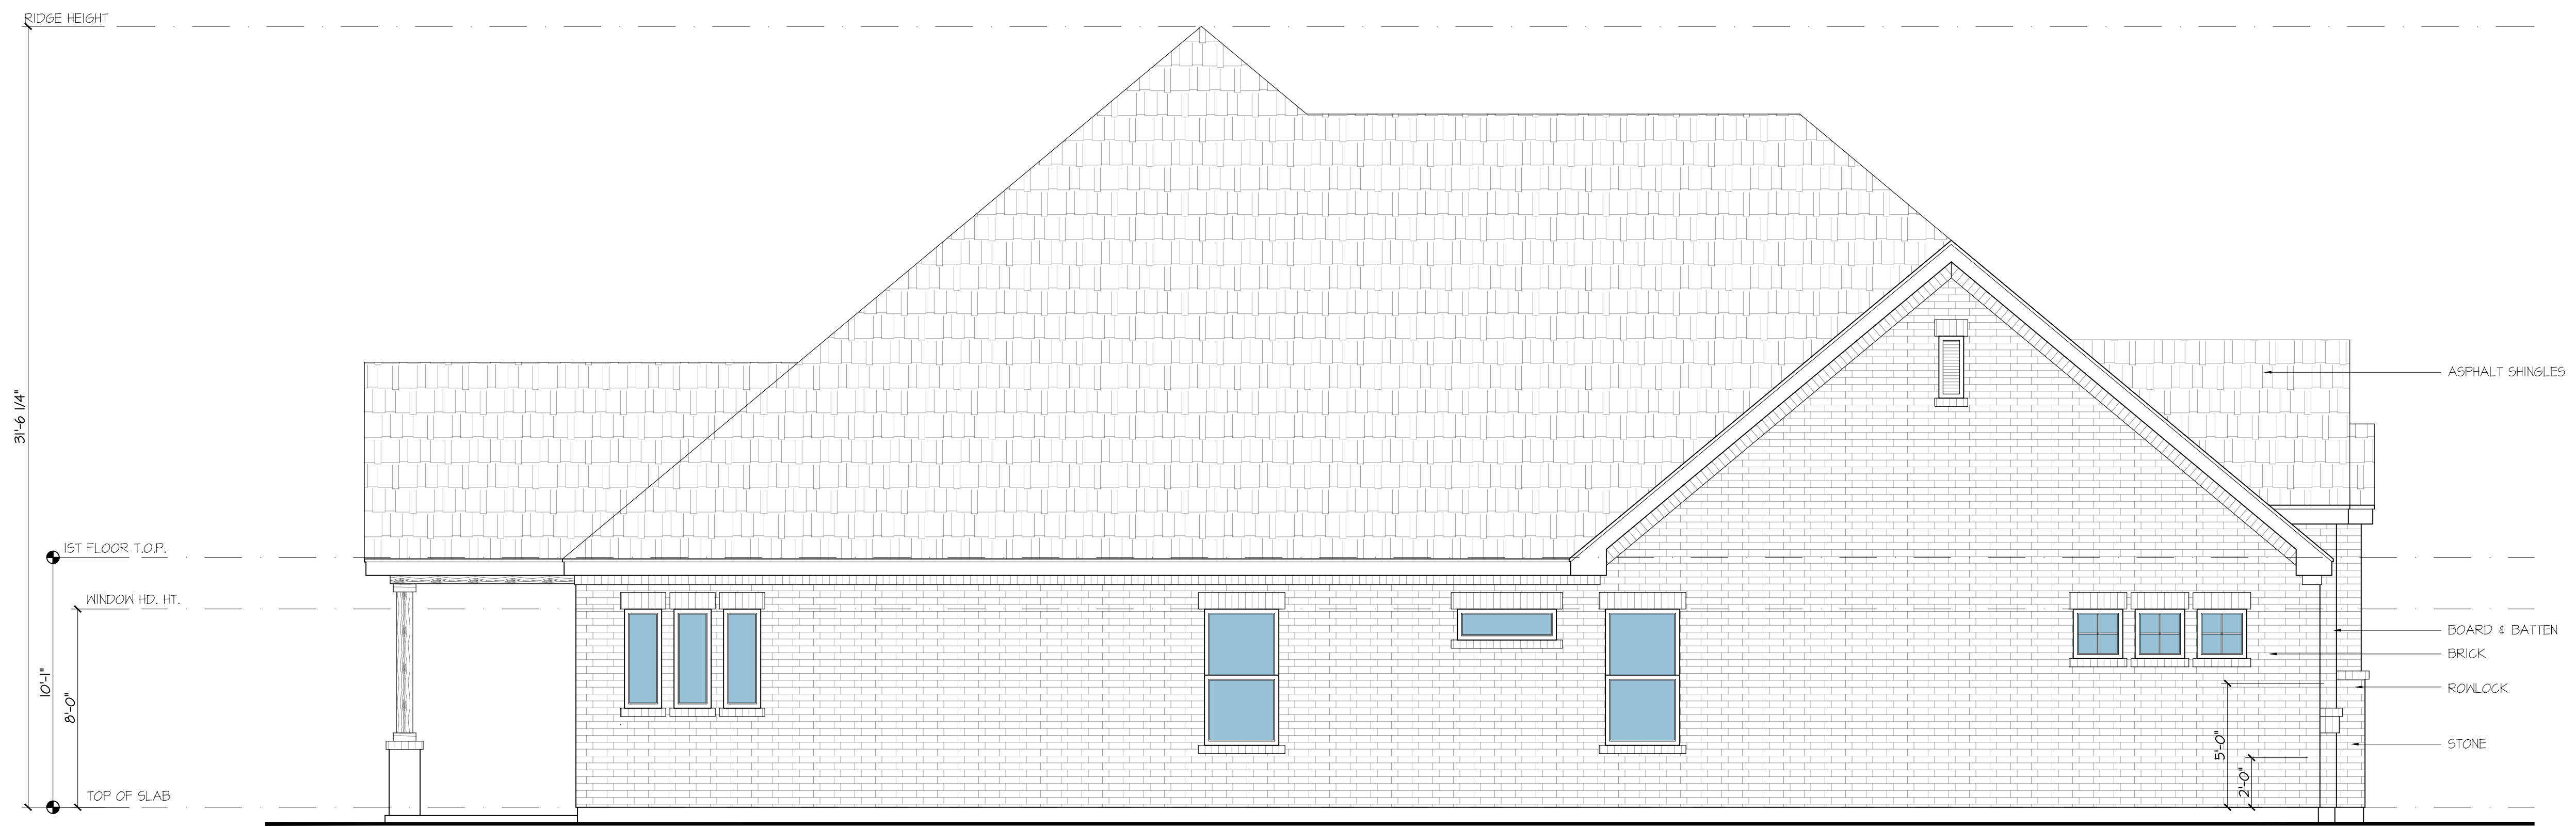 RIDGE HEIGHT
31'-6 1/4"
ASPHALT SHINGLES
1ST FLOOR T.O.P.
WINDOW HD. HT.
10'-1"
8'-0"
BOARD & BATTEN
BRICK
ROWLOCK
5'-0"
STONE
2'-0"
TOP OF SLAB